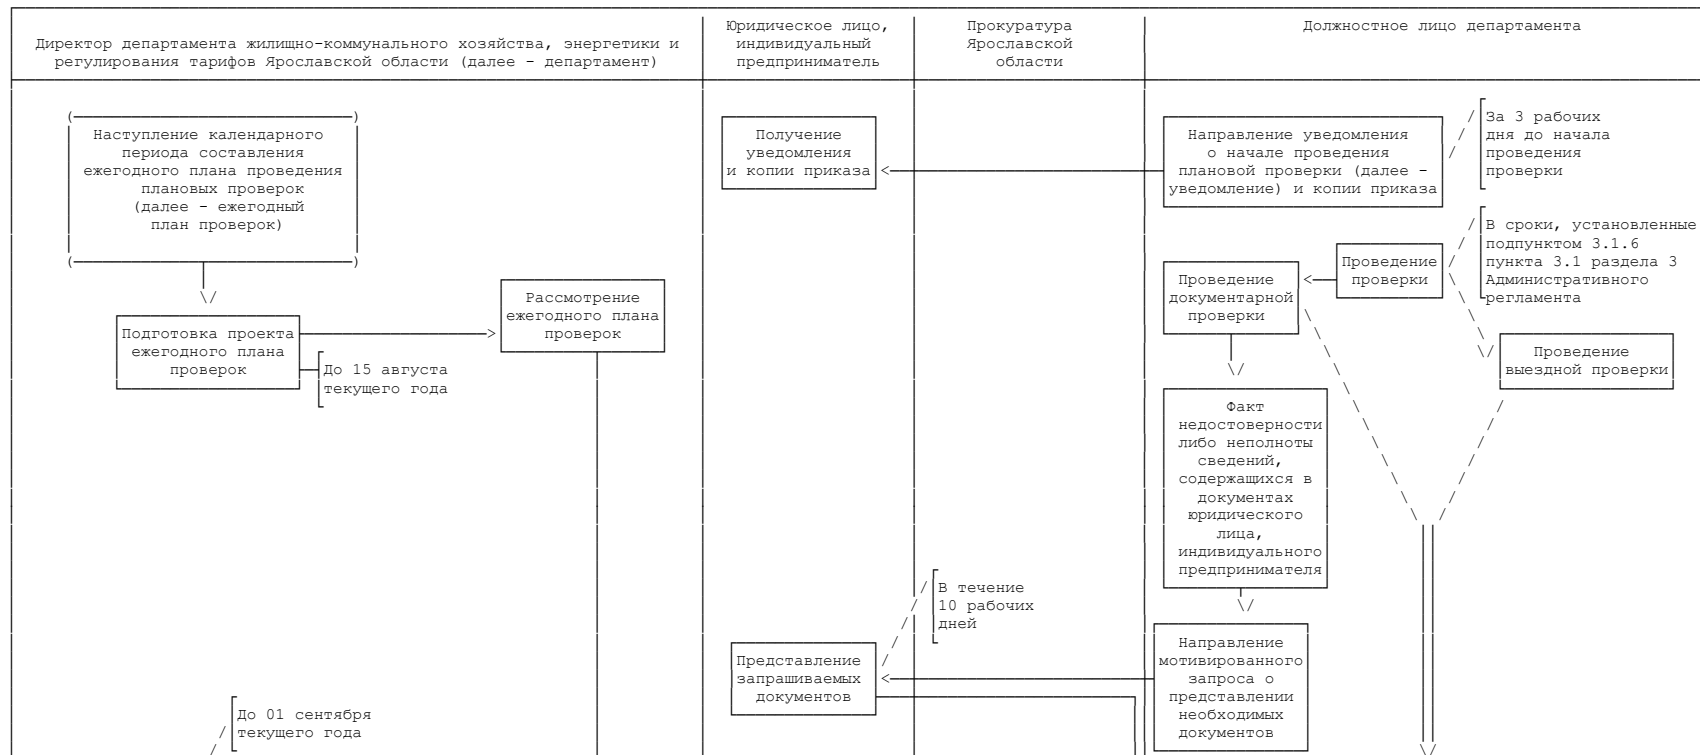 Директор департамента жилищно-коммунального хозяйства, энергетики и
регулирования тарифов Ярославской области (далее - департамент)
Юридическое лицо,
индивидуальный
предприниматель
Прокуратура
Ярославской
области
Должностное лицо департамента
Наступление календарного
периода составления
ежегодного плана проведения
плановых проверок
(далее - ежегодный
план проверок)
Получение
уведомления
и копии приказа
Направление уведомления
о начале проведения
плановой проверки (далее -
уведомление) и копии приказа
За 3 рабочих
дня до начала
проведения
проверки
В сроки, установленные
подпунктом 3.1.6
пункта 3.1 раздела 3
Административного
регламента
Проведение
проверки
Проведение
документарной
проверки
Рассмотрение
ежегодного плана
проверок
Подготовка проекта
ежегодного плана
проверок
До 15 августа
текущего года
Проведение
выездной проверки
Факт
недостоверности
либо неполноты
сведений,
содержащихся в
документах
юридического
лица,
индивидуального
предпринимателя
В течение
10 рабочих
дней
Представление
запрашиваемых
документов
Направление
мотивированного
запроса о
представлении
необходимых
документов
До 01 сентября
текущего года